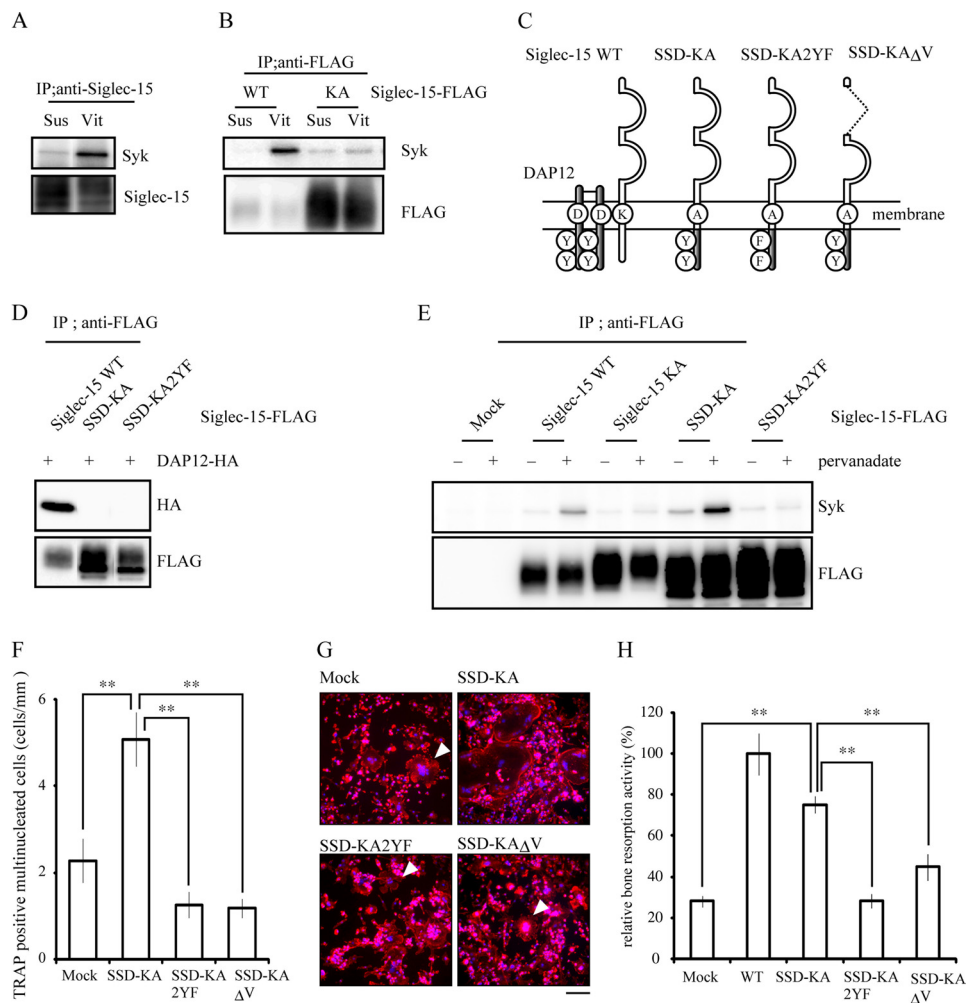 A
IP;anti-Siglec-15
Sus Vit
Syk
Siglec-15
B
IP;anti-FLAG
WT KA Siglec-15-FLAG
Sus Vit Sus Vit
Syk
FLAG
C
Siglec-15 WT SSD-KA SSD-KA2YF SSD-KAΔV
DAP12
D D K A A A membrane
Y Y Y F Y
Y Y Y F Y
D
IP ; anti-FLAG
Siglec-15 WT
SSD-KA
SSD-KA2YF
Siglec-15-FLAG
+ + + DAP12-HA
HA
FLAG
E
IP ; anti-FLAG
Mock
Siglec-15 WT
Siglec-15 KA
SSD-KA
SSD-KA2YF
Siglec-15-FLAG
– + – + – + – + – + pervanadate
Syk
FLAG
F
TRAP positive multinucleated cells (cells/mm )
6
4
2
0
** ** **
Mock SSD-KA SSD-KA 2YF SSD-KA ΔV
G
Mock SSD-KA
SSD-KA2YF SSD-KAΔV
H
relative bone resorption activity (%)
120
100
80
60
40
20
0
** ** **
Mock WT SSD-KA SSD-KA 2YF SSD-KA ΔV